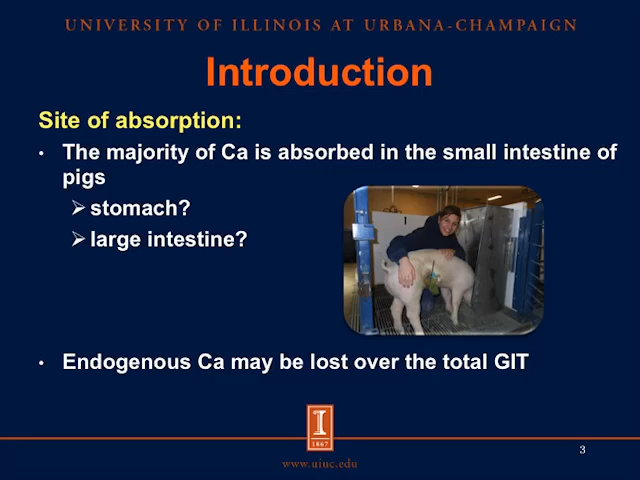 UNIVERSITY OF ILLINOIS AT URBANA-CHAMPAIGN
Introduction
Site of absorption:
• The majority of Ca is absorbed in the small intestine of
pigs
➢ stomach?
➢ large intestine?
1
• Endogenous Ca may be lost over the total GIT
I
1867
www.uiuc.edu
3